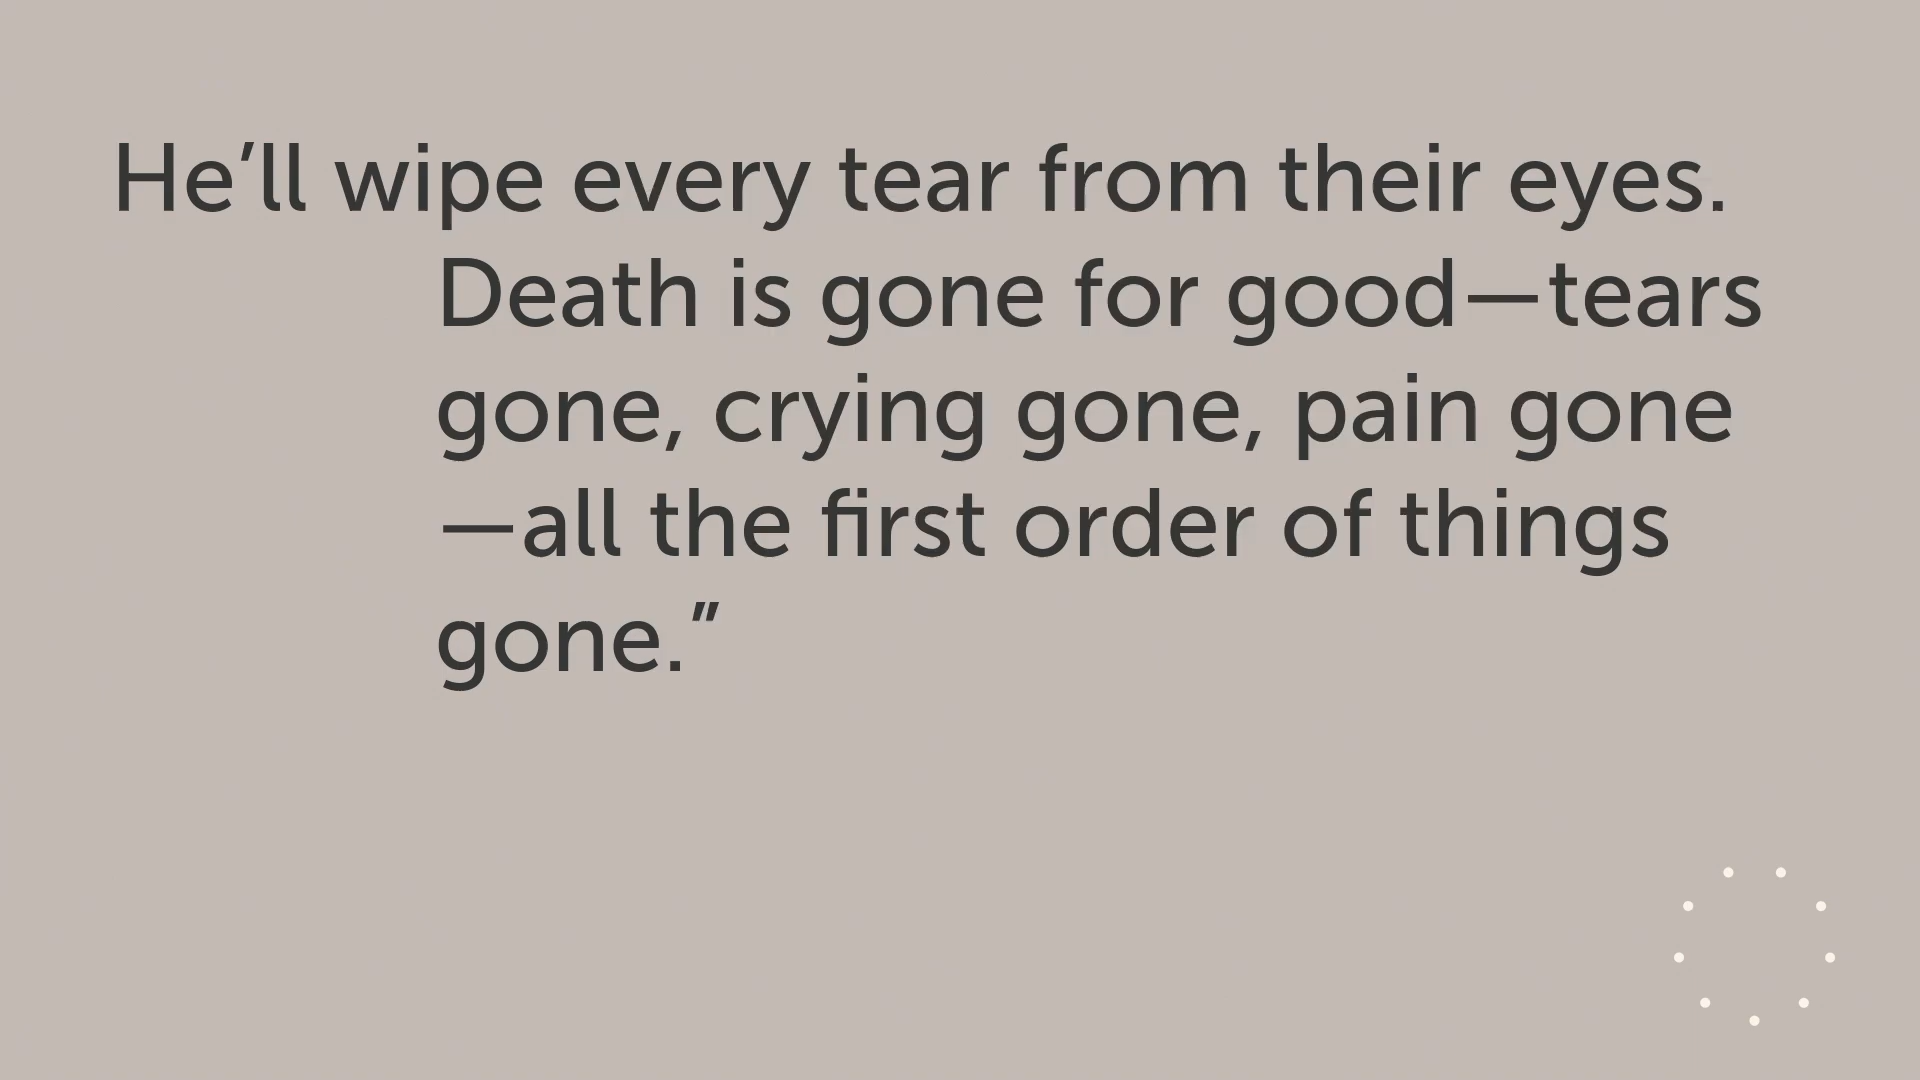 He’ll wipe every tear from their eyes.
Death is gone for good—tears
gone, crying gone, pain gone
—all the first order of things
gone.”